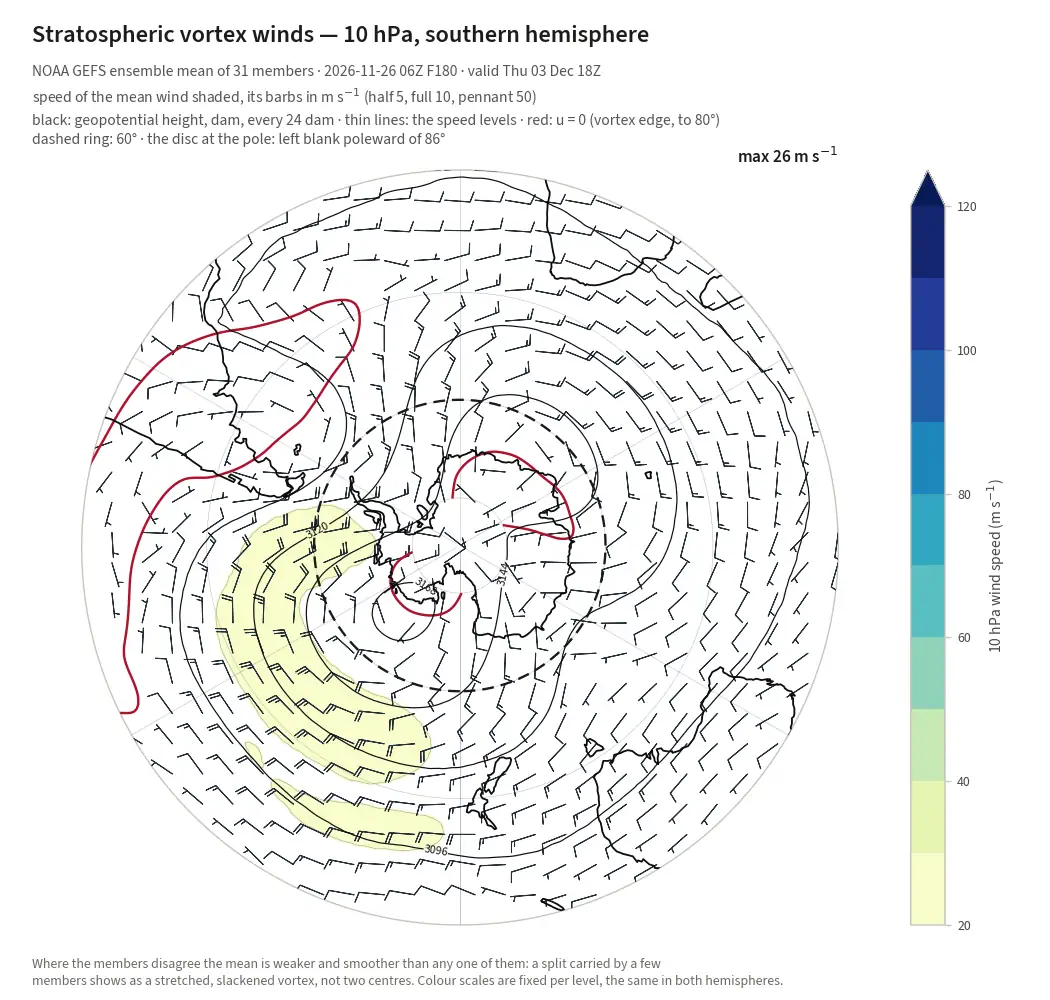 Stratospheric vortex winds — 10 hPa, southern hemisphere
NOAA GEFS ensemble mean of 31 members · 2026-11-26 06Z F180 · valid Thu 03 Dec 18Z
speed of the mean wind shaded, its barbs in m s⁻¹ (half 5, full 10, pennant 50)
black: geopotential height, dam, every 24 dam · thin lines: the speed levels · red: u = 0 (vortex edge, to 80°)
dashed ring: 60° · the disc at the pole: left blank poleward of 86°
max 26 m s⁻¹
120
100
80
60
40
20
10 hPa wind speed (m s⁻¹)
3120
3144
3168
3096
Where the members disagree the mean is weaker and smoother than any one of them: a split carried by a few
members shows as a stretched, slackened vortex, not two centres. Colour scales are fixed per level, the same in both hemispheres.